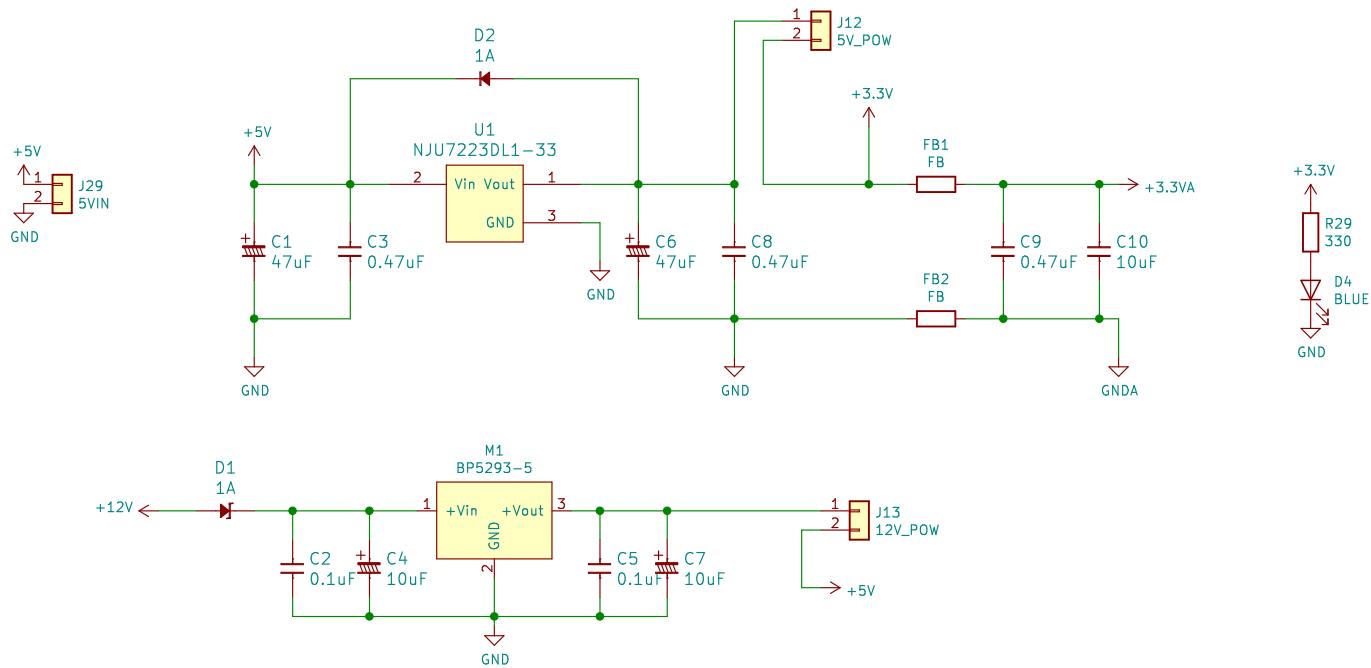 D2
1A
1
2
J12
5V_POW
+3.3V
+5V
U1
NJU7223DL1-33
FB1
FB
+5V
1
2
J29
5VIN
GND
2
Vin Vout
1
GND
3
+3.3VA
+3.3V
R29
330
C1
47uF
C3
0.47uF
GND
C6
47uF
C8
0.47uF
C9
0.47uF
C10
10uF
FB2
FB
D4
BLUE
GND
GND
GND
GNDA
M1
BP5293-5
D1
1A
+12V
1
+Vin
+Vout
3
GND
2
1
2
J13
12V_POW
C2
0.1uF
C4
10uF
C5
0.1uF
C7
10uF
+5V
GND